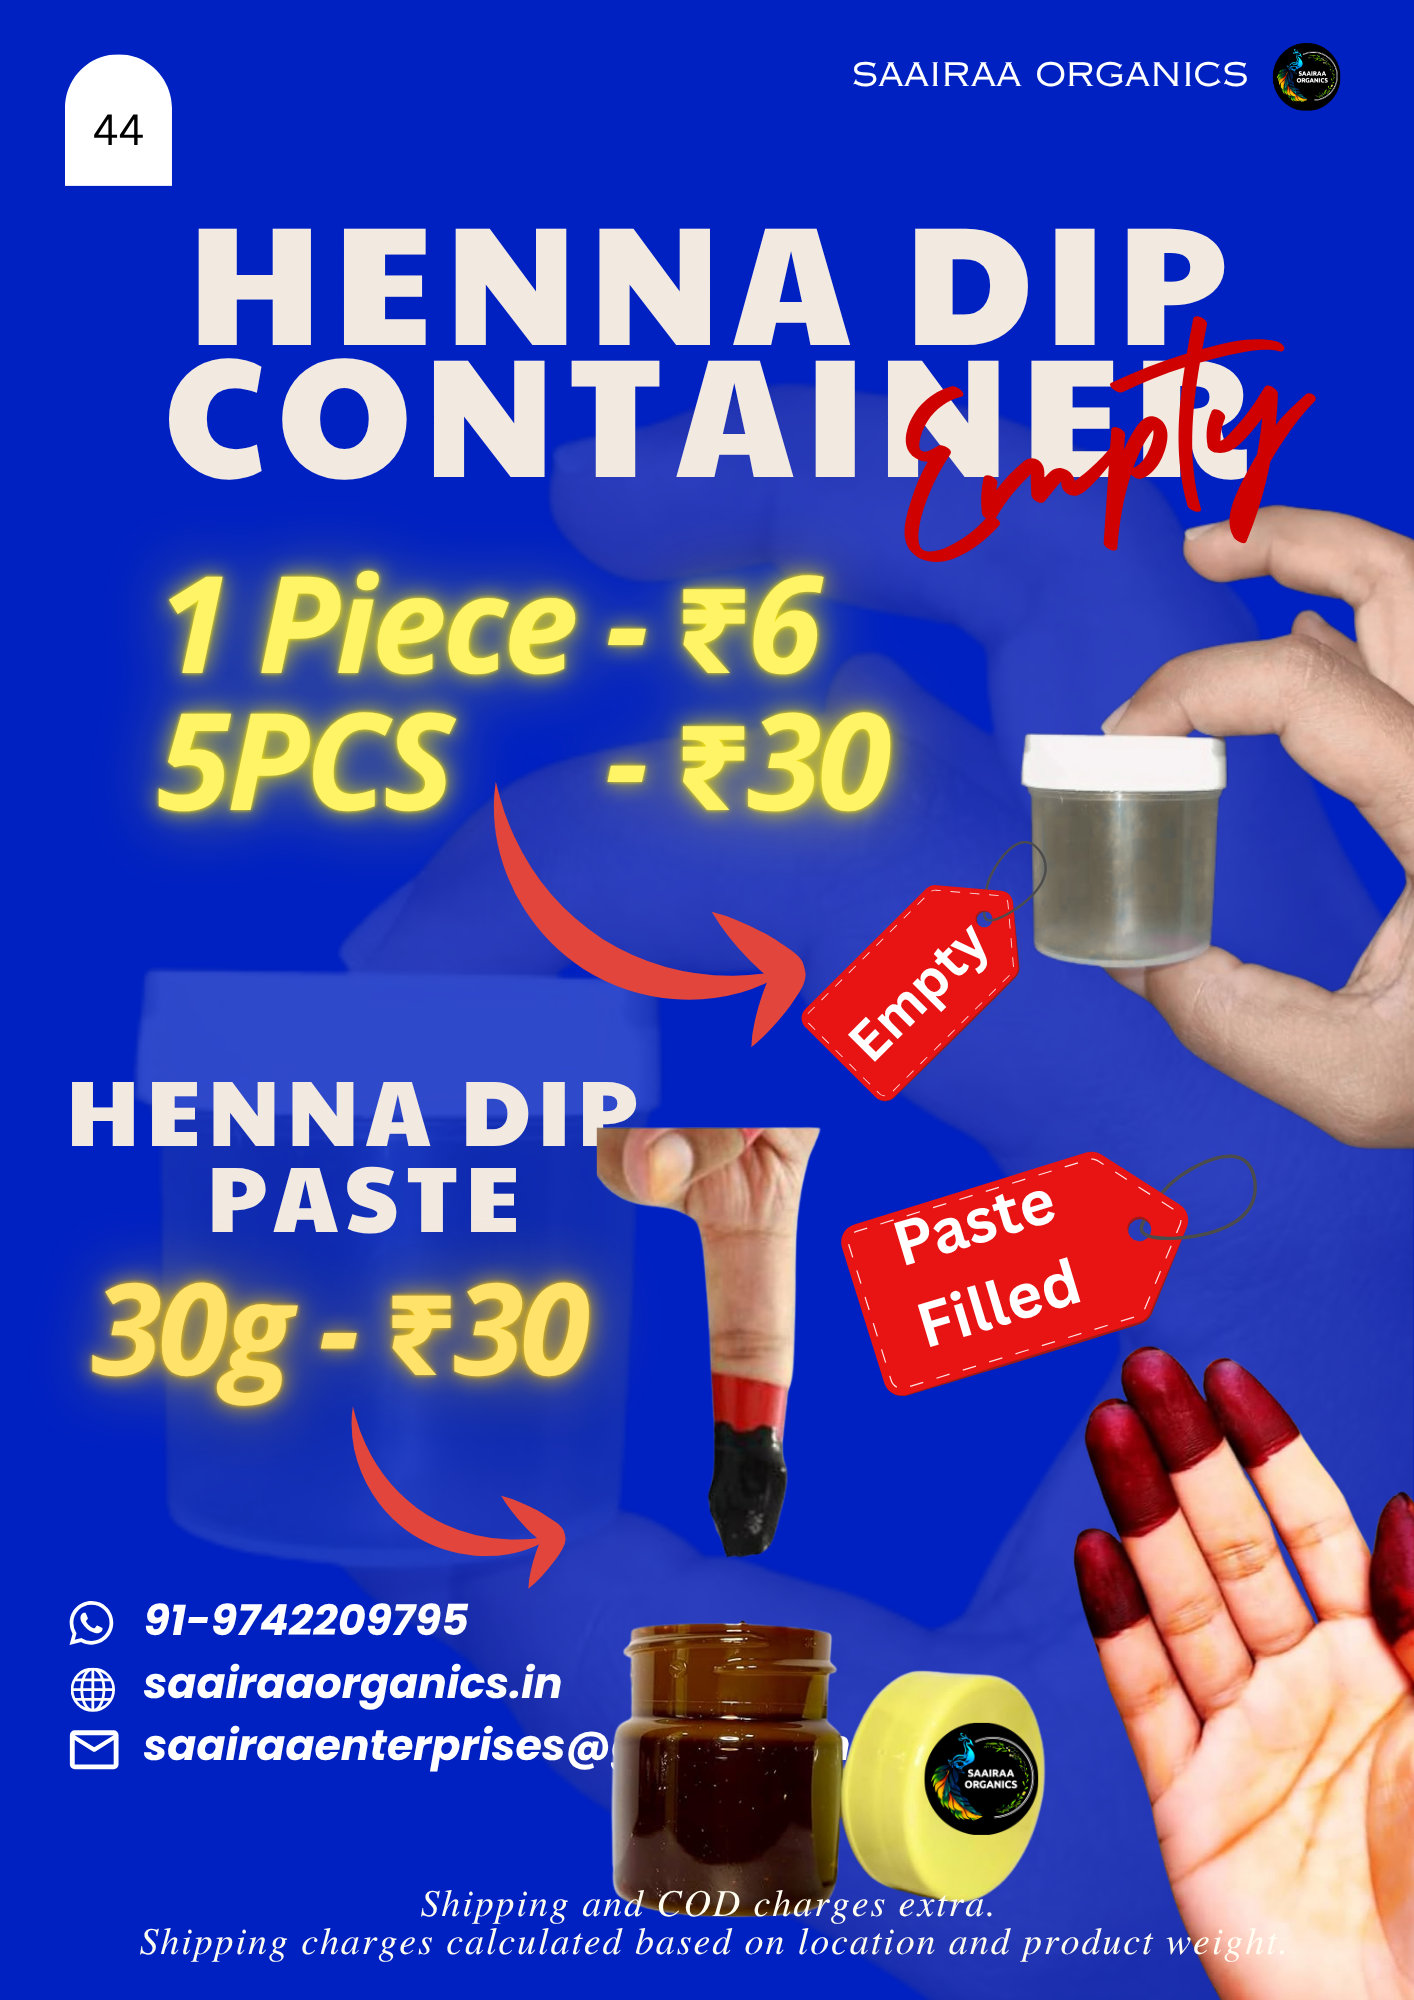 44
SAAIRAA ORGANICS
SAAIRAA
ORGANICS
HENNA DIP
CONTAINER
Empty
1 Piece - ₹6
5PCS - ₹30
Empty
HENNA DIP
PASTE
30g - ₹30
Paste
Filled
91-9742209795
saairaaorganics.in
SAAIRAA
ORGANICS
Shipping and COD charges extra.
Shipping charges calculated based on location and product weight.